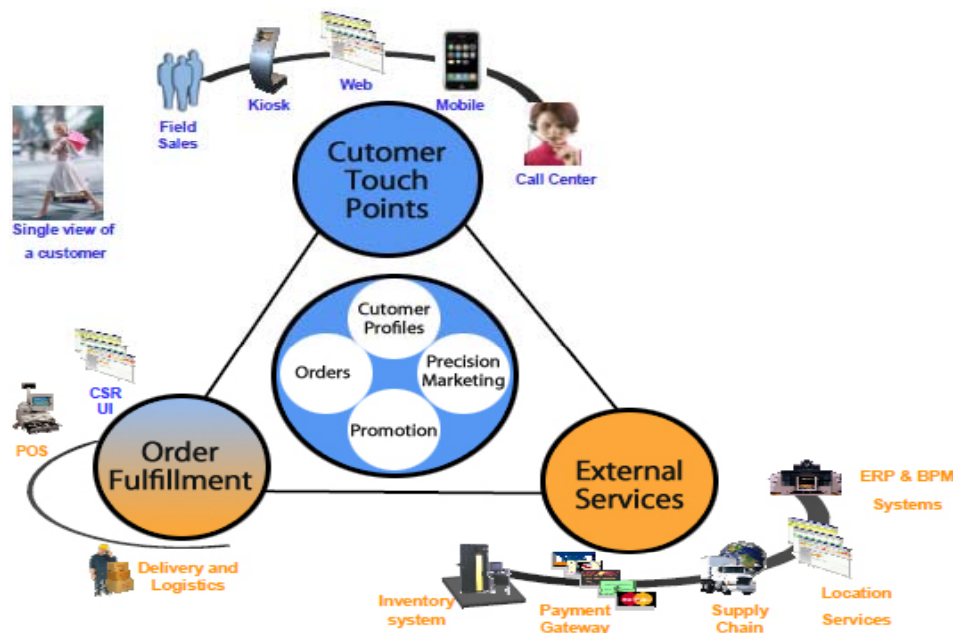 Field
Sales
Kiosk
Web
Mobile
Call Center
Single view of
a customer
Cutomer
Touch
Points
Cutomer
Profiles
Orders
Precision
Marketing
Promotion
CSR
UI
POS
Order
Fulfillment
Delivery and
Logistics
External
Services
ERP & BPM
Systems
Inventory
system
Payment
Gateway
Supply
Chain
Location
Services